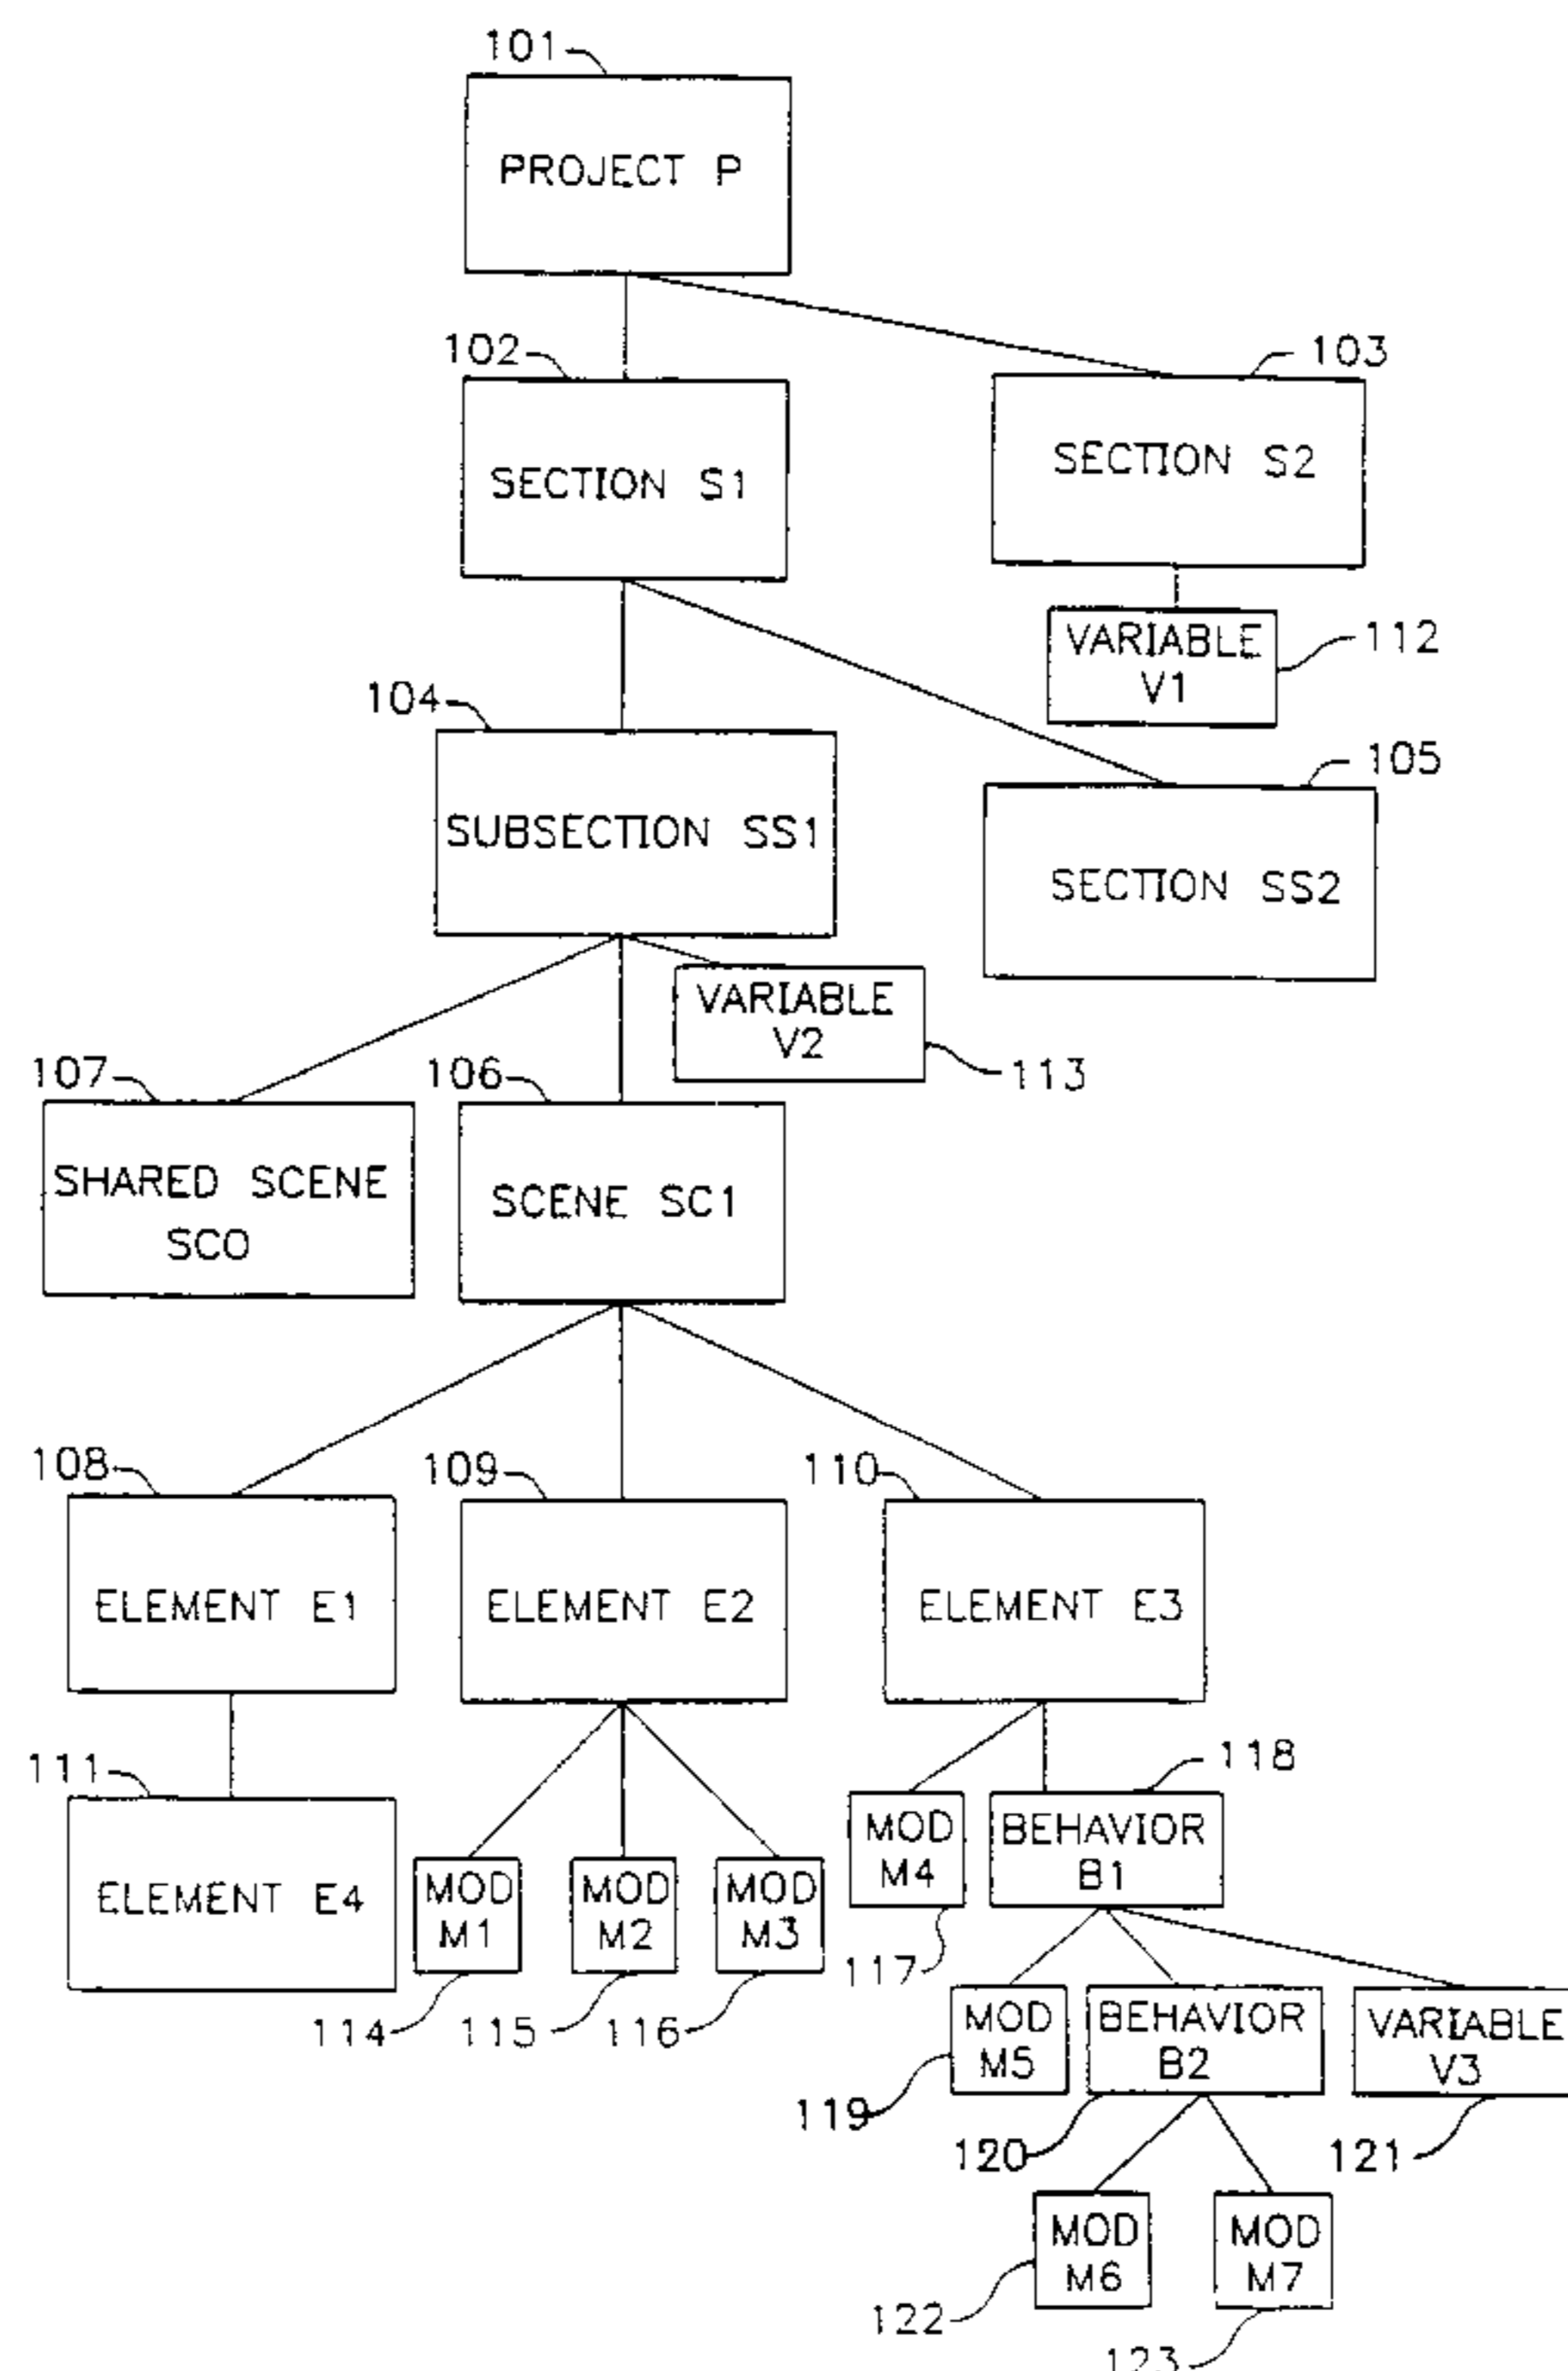 101
PROJECT P
102
103
SECTION S1
SECTION S2
VARIABLE
V1
112
104
105
SUBSECTION SS1
SECTION SS2
VARIABLE
V2
113
107
106
SHARED SCENE
SC0
SCENE SC1
108
109
110
ELEMENT E1
ELEMENT E2
ELEMENT E3
111
118
ELEMENT E4
MOD
M1
MOD
M2
MOD
M3
MOD
M4
BEHAVIOR
B1
117
114
115
116
MOD
M5
BEHAVIOR
B2
VARIABLE
V3
119
120
121
MOD
M6
MOD
M7
122
123